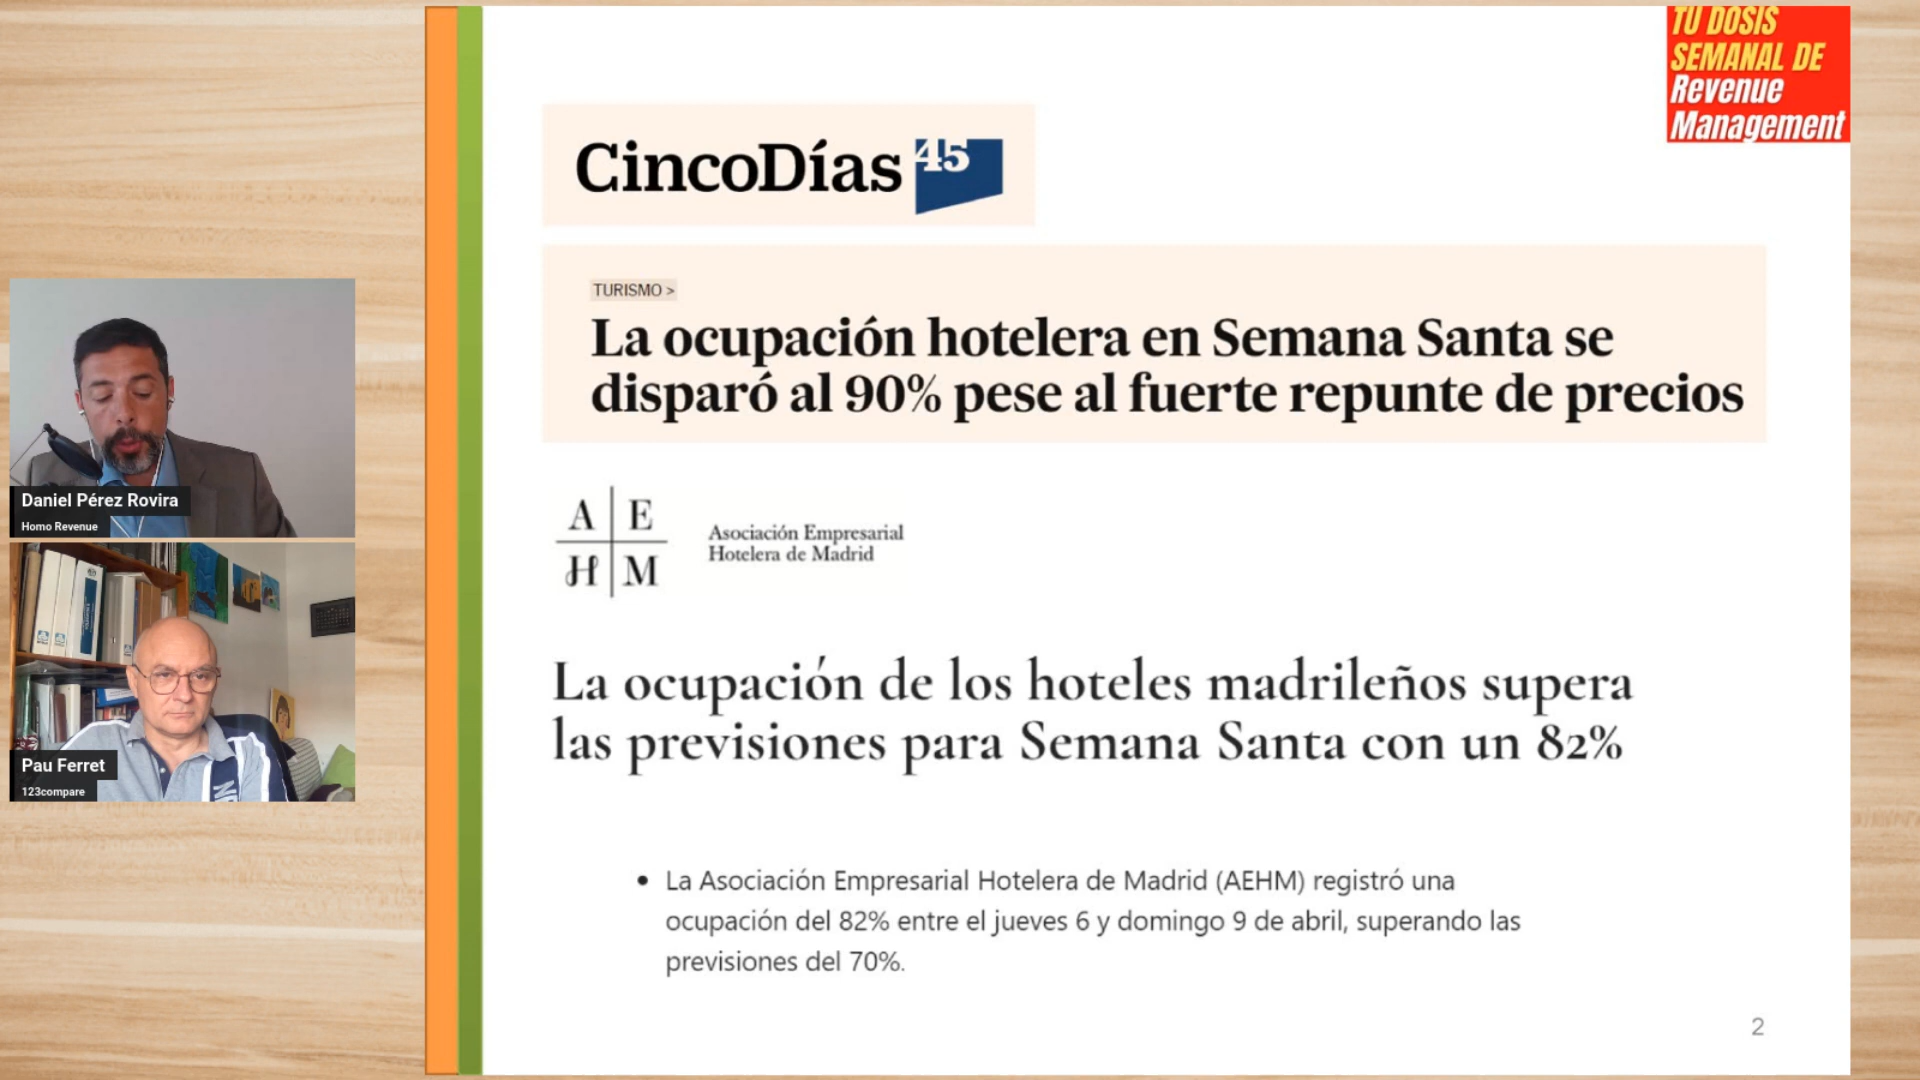 TU DOSIS
SEMANAL DE
Revenue
Management
CincoDías 45
TURISMO >
La ocupación hotelera en Semana Santa se
disparó al 90% pese al fuerte repunte de precios
A E
H M
Asociación Empresarial
Hotelera de Madrid
La ocupación de los hoteles madrileños supera
las previsiones para Semana Santa con un 82%
• La Asociación Empresarial Hotelera de Madrid (AEHM) registró una
ocupación del 82% entre el jueves 6 y domingo 9 de abril, superando las
previsiones del 70%.
2
Daniel Pérez Rovira
Homo Revenue
Pau Ferret
123compare